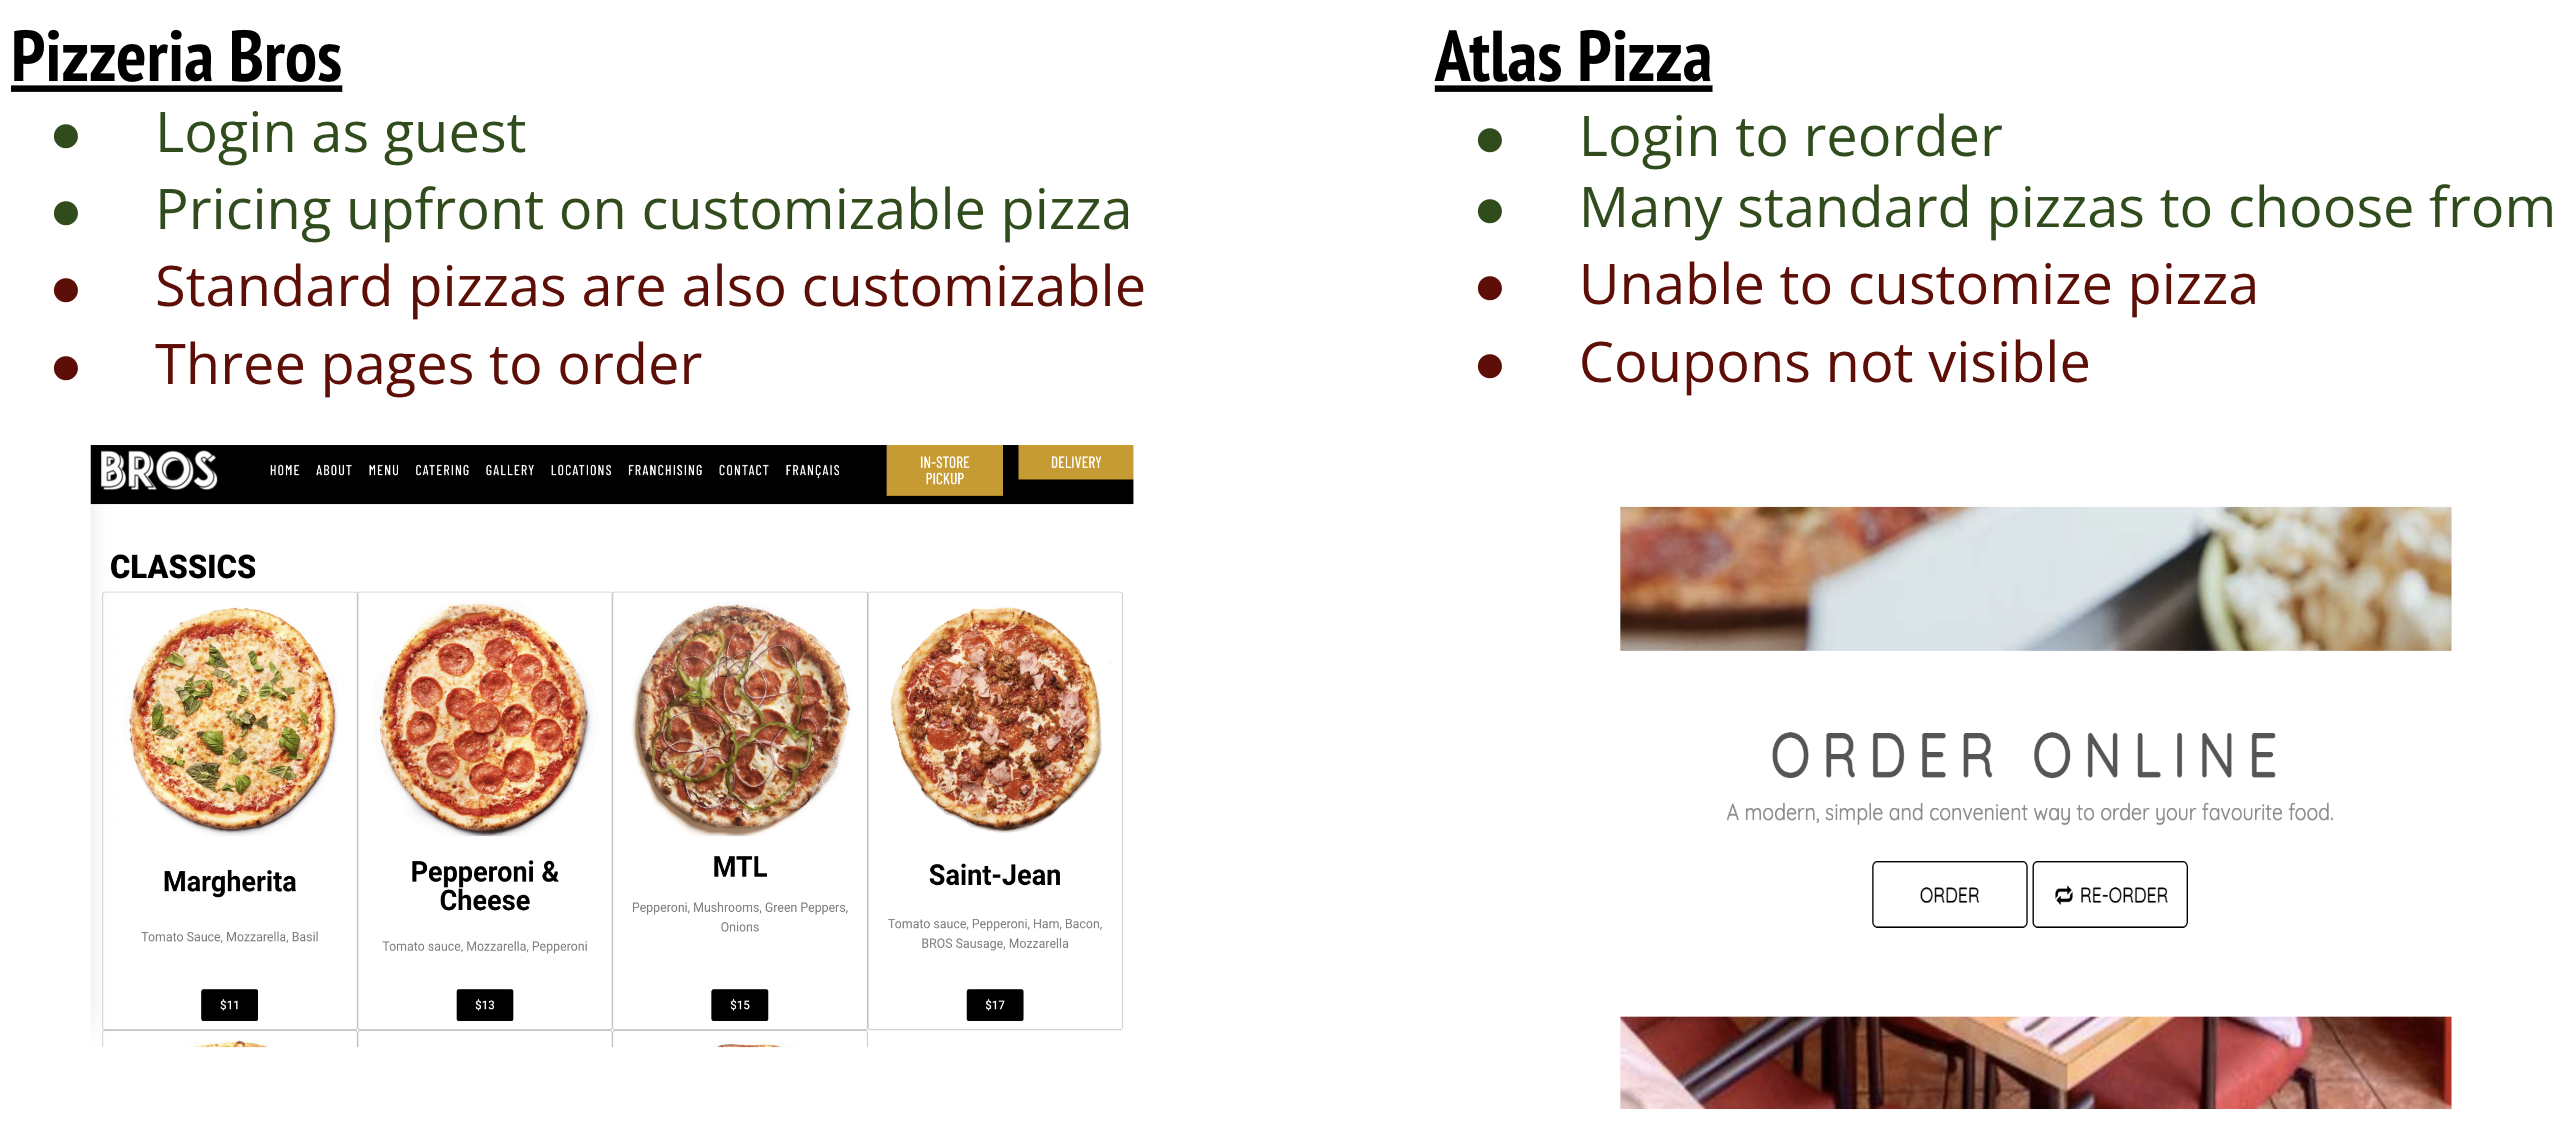 Pizzeria Bros
● Login as guest
● Pricing upfront on customizable pizza
● Standard pizzas are also customizable
● Three pages to order
BROS
HOME ABOUT MENU CATERING GALLERY LOCATIONS FRANCHISING CONTACT FRANÇAIS
IN-STORE
PICKUP
DELIVERY
CLASSICS
Margherita
Tomato Sauce, Mozzarella, Basil
$11
Pepperoni &
Cheese
Tomato sauce, Mozzarella, Pepperoni
$13
MTL
Pepperoni, Mushrooms, Green Peppers,
Onions
$15
Saint-Jean
Tomato sauce, Pepperoni, Ham, Bacon,
BROS Sausage, Mozzarella
$17
Atlas Pizza
● Login to reorder
● Many standard pizzas to choose from
● Unable to customize pizza
● Coupons not visible
ORDER ONLINE
A modern, simple and convenient way to order your favourite food.
ORDER
RE-ORDER